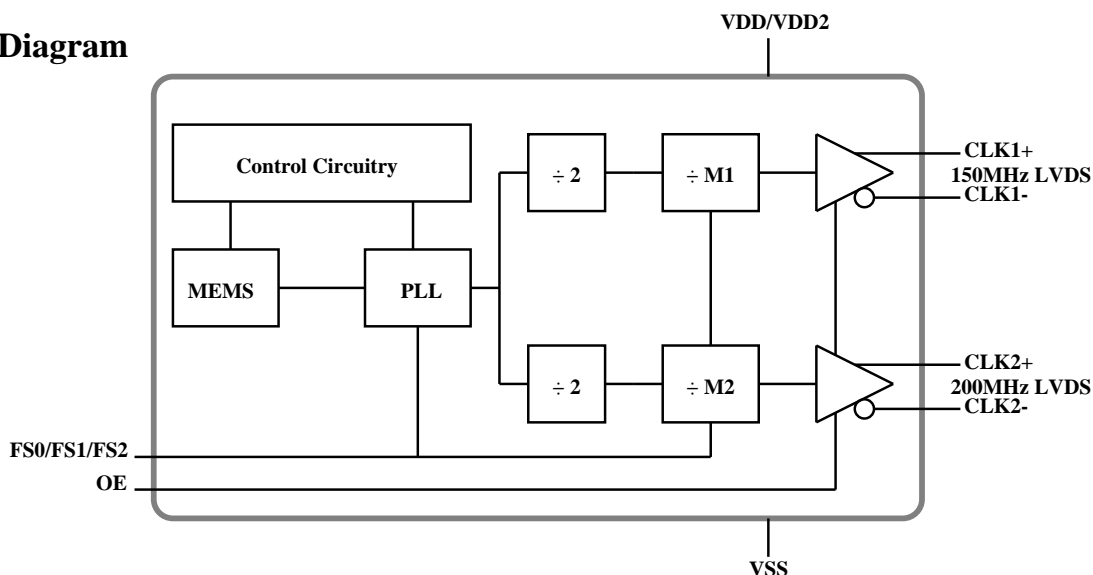 Diagram
VDD/VDD2
Control Circuitry
÷ 2
÷ M1
CLK1+
150MHz LVDS
CLK1-
MEMS
PLL
÷ 2
÷ M2
CLK2+
200MHz LVDS
CLK2-
FS0/FS1/FS2
OE
VSS